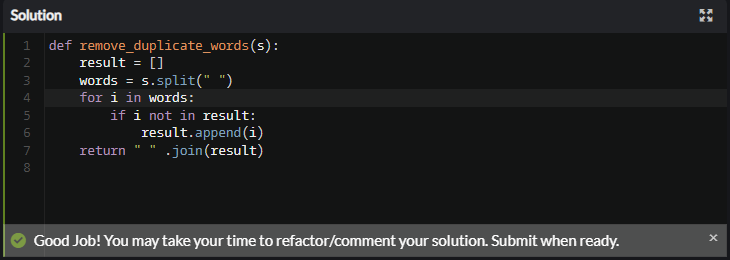 Solution
1 def remove_duplicate_words(s):
2     result = []
3     words = s.split(" ")
4     for i in words:
5         if i not in result:
6             result.append(i)
7     return " " .join(result)
8
Good Job! You may take your time to refactor/comment your solution. Submit when ready.